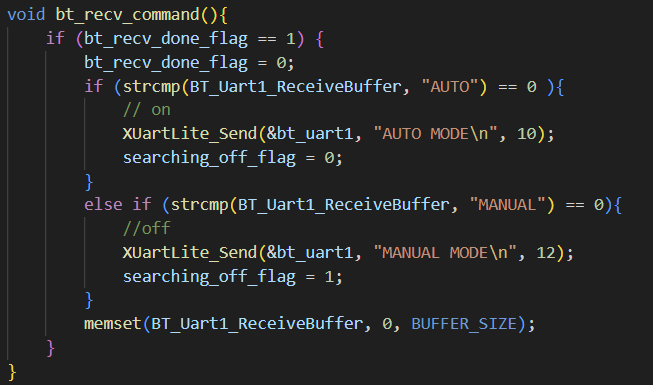 void bt_recv_command(){
    if (bt_recv_done_flag == 1) {
        bt_recv_done_flag = 0;
        if (strcmp(BT_Uart1_ReceiveBuffer, "AUTO") == 0 ){
            // on
            XUartLite_Send(&bt_uart1, "AUTO MODE\n", 10);
            searching_off_flag = 0;
        }
        else if (strcmp(BT_Uart1_ReceiveBuffer, "MANUAL") == 0){
            //off
            XUartLite_Send(&bt_uart1, "MANUAL MODE\n", 12);
            searching_off_flag = 1;
        }
        memset(BT_Uart1_ReceiveBuffer, 0, BUFFER_SIZE);
    }
}